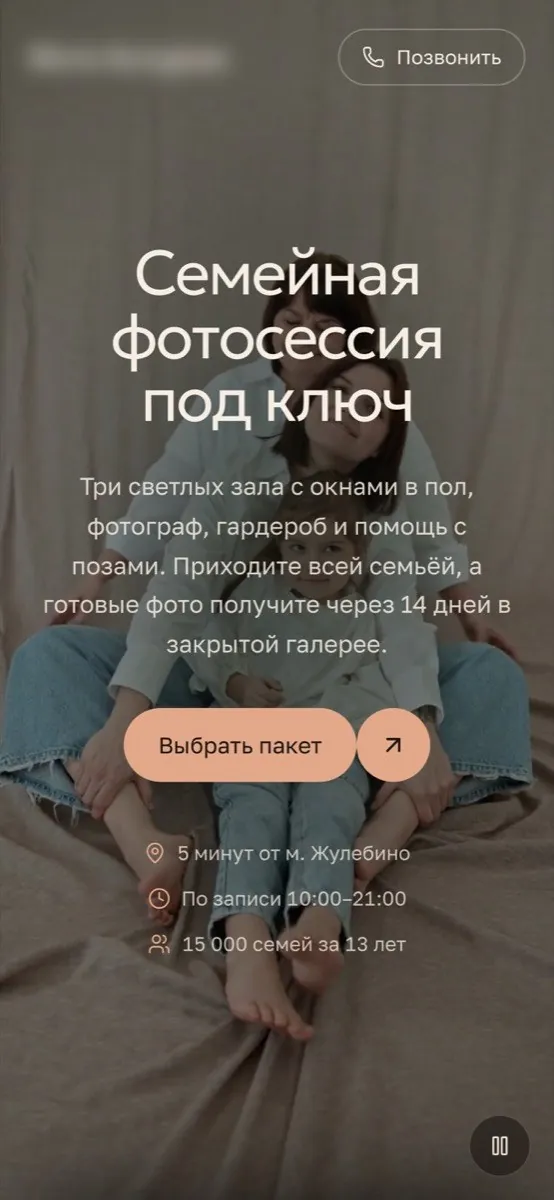 Позвонить
Семейная
фотосессия
под ключ
Три светлых зала с окнами в пол,
фотограф, гардероб и помощь с
позами. Приходите всей семьёй, а
готовые фото получите через 14 дней в
закрытой галерее.
Выбрать пакет
5 минут от м. Жулебино
По записи 10:00–21:00
15 000 семей за 13 лет